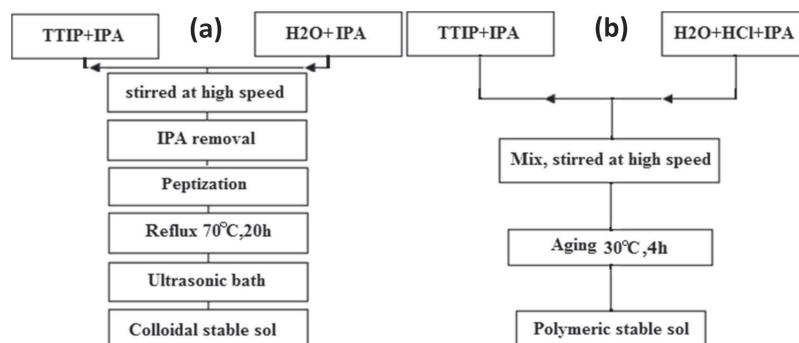 (a)
TTIP+IPA
H2O+IPA
stirred at high speed
IPA removal
Peptization
Reflux 70℃,20h
Ultrasonic bath
Colloidal stable sol
(b)
TTIP+IPA
H2O+HCl+IPA
Mix, stirred at high speed
Aging 30℃,4h
Polymeric stable sol